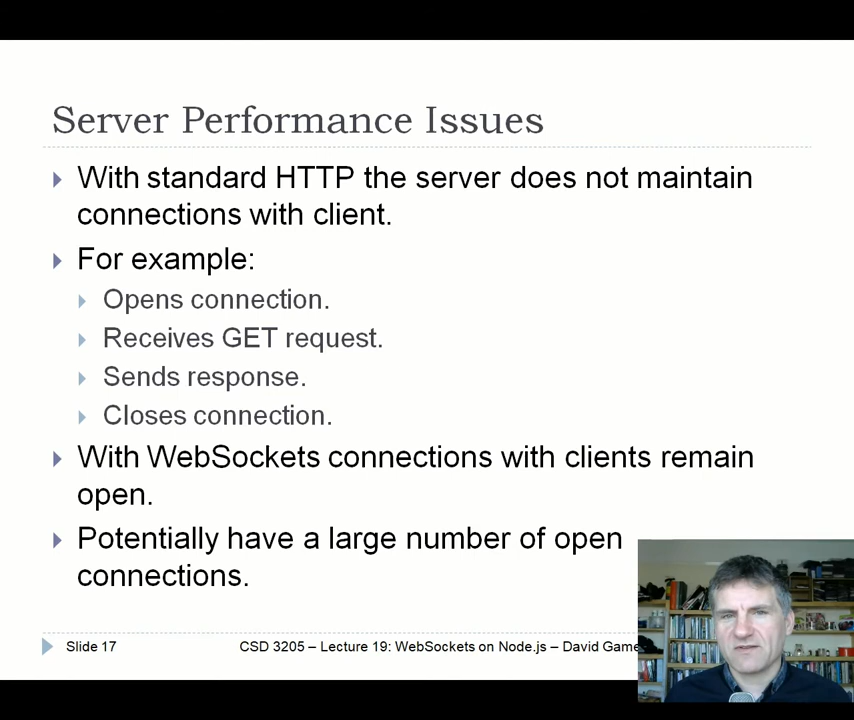 Server Performance Issues
With standard HTTP the server does not maintain
connections with client.
For example:
Opens connection.
Receives GET request.
Sends response.
Closes connection.
With WebSockets connections with clients remain
open.
Potentially have a large number of open
connections.
Slide 17
CSD 3205 – Lecture 19: WebSockets on Node.js – David Game